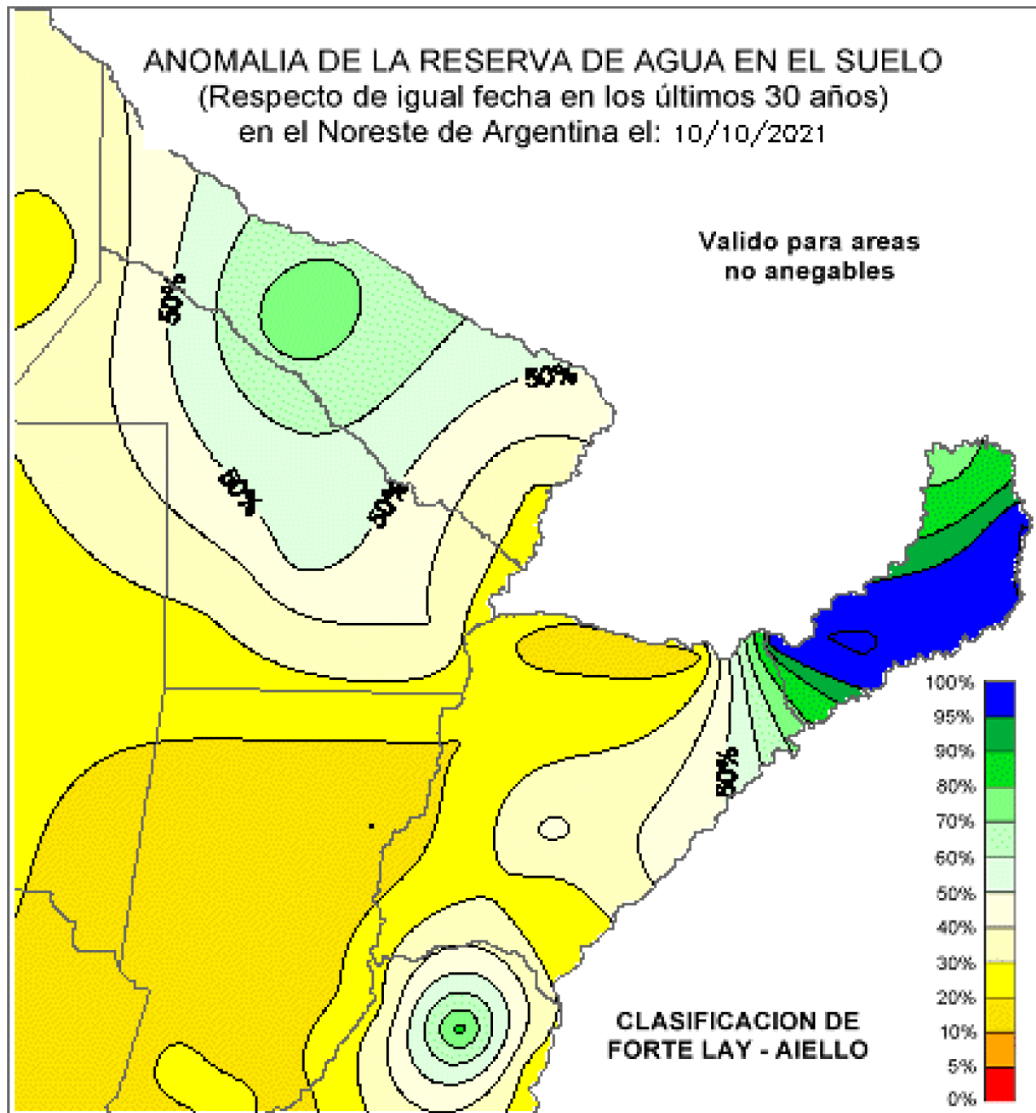 ANOMALIA DE LA RESERVA DE AGUA EN EL SUELO
(Respecto de igual fecha en los últimos 30 años)
en el Noreste de Argentina el: 10/10/2021
Valido para areas
no anegables
50%
50%
50%
50%
50%
100%
95%
90%
80%
70%
60%
50%
40%
30%
20%
10%
5%
0%
CLASIFICACION DE
FORTE LAY - AIELLO